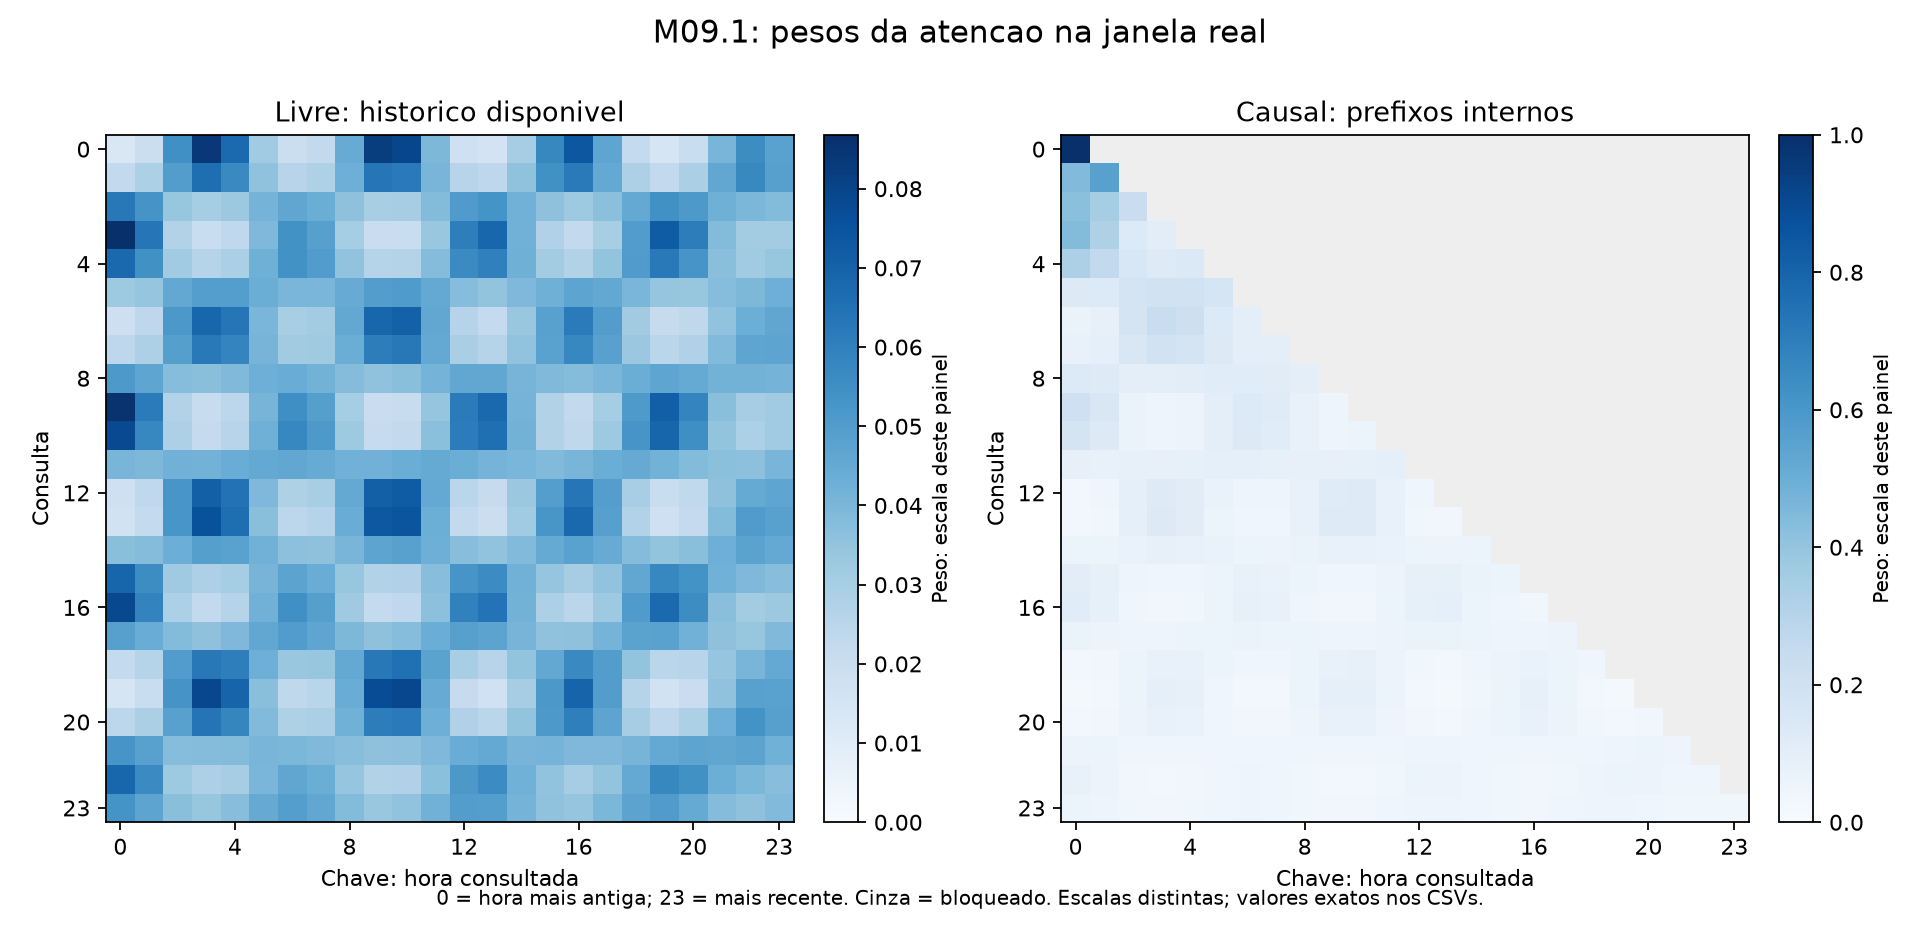 M09.1: pesos da atencao na janela real
Livre: historico disponivel
Causal: prefixos internos
0
4
8
12
16
20
23
Consulta
0 4 8 12 16 20 23
Chave: hora consultada
0.08
0.07
0.06
0.05
0.04
0.03
0.02
0.01
0.00
Peso: escala deste painel
0
4
8
12
16
20
23
Consulta
0 4 8 12 16 20 23
Chave: hora consultada
1.0
0.8
0.6
0.4
0.2
0.0
Peso: escala deste painel
0 = hora mais antiga; 23 = mais recente. Cinza = bloqueado. Escalas distintas; valores exatos nos CSVs.